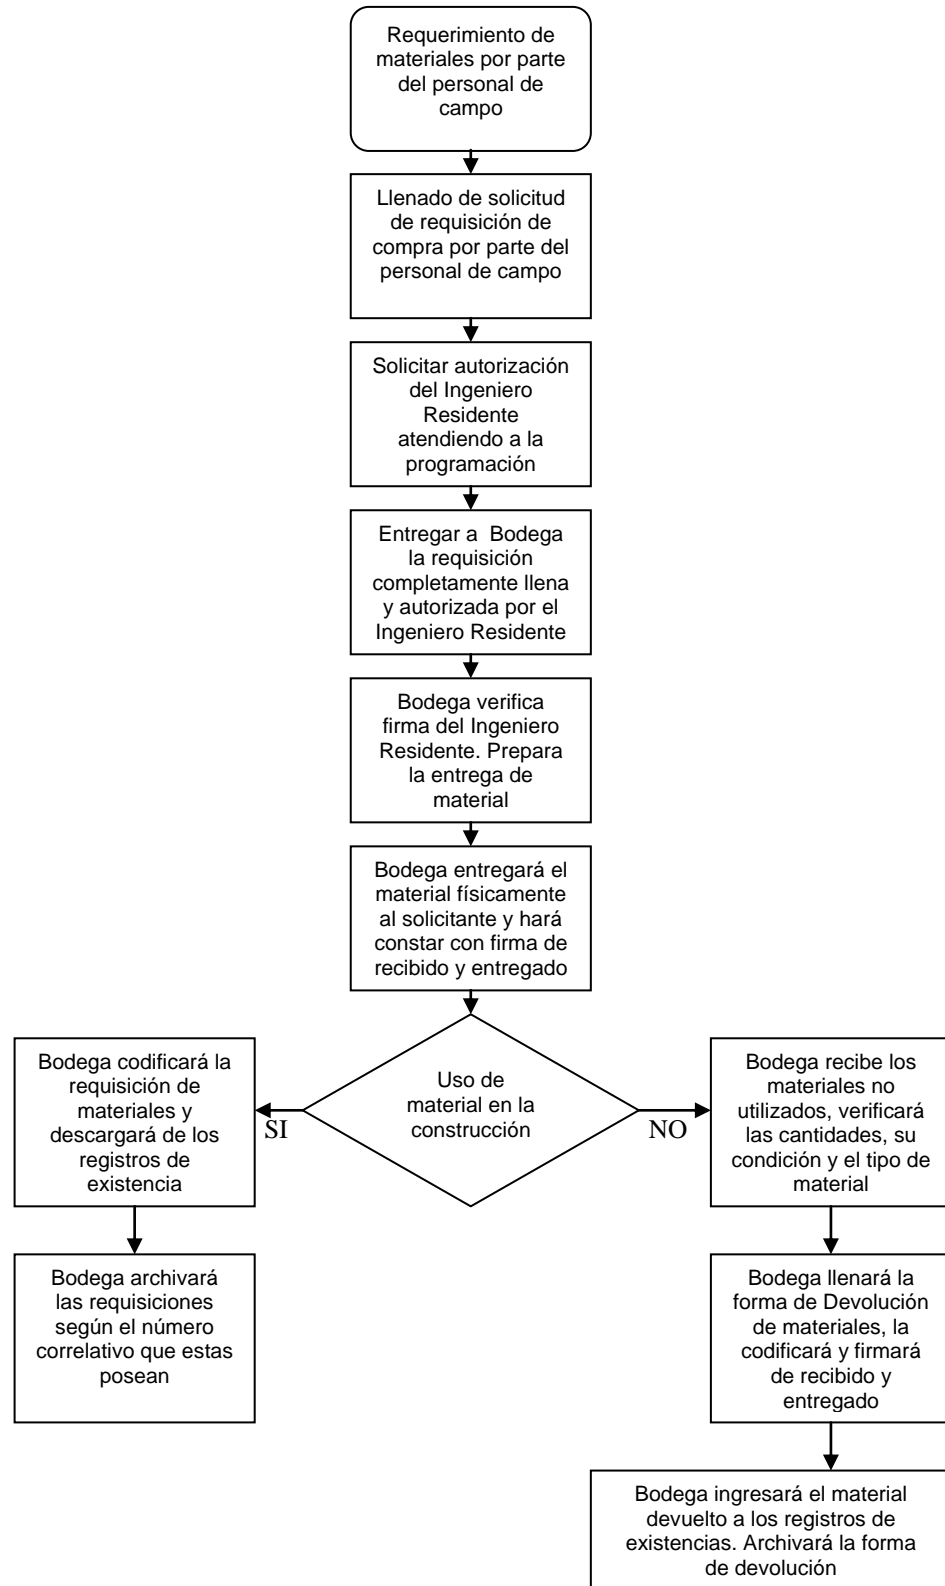 Requerimiento de
materiales por parte
del personal de
campo
Llenado de solicitud
de requisición de
compra por parte del
personal de campo
Solicitar autorización
del Ingeniero
Residente
atendiendo a la
programación
Entregar a  Bodega
la requisición
completamente llena
y autorizada por el
Ingeniero Residente
Bodega verifica
firma del Ingeniero
Residente. Prepara
la entrega de
material
Bodega entregará el
material físicamente
al solicitante y hará
constar con firma de
recibido y entregado
Uso de
material en la
construcción
SI
NO
Bodega codificará la
requisición de
materiales y
descargará de los
registros de
existencia
Bodega archivará
las requisiciones
según el número
correlativo que estas
posean
Bodega recibe los
materiales no
utilizados, verificará
las cantidades, su
condición y el tipo de
material
Bodega llenará la
forma de Devolución
de materiales, la
codificará y firmará
de recibido y
entregado
Bodega ingresará el material
devuelto a los registros de
existencias. Archivará la forma
de devolución